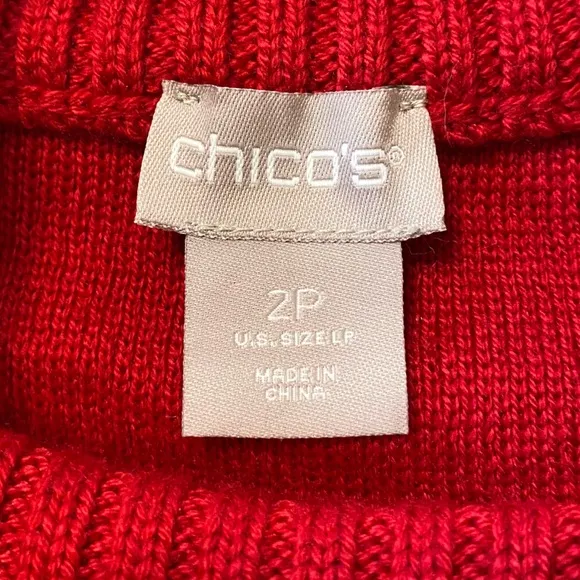 chico's®
2P
U.S. SIZE LP
MADE IN
CHINA